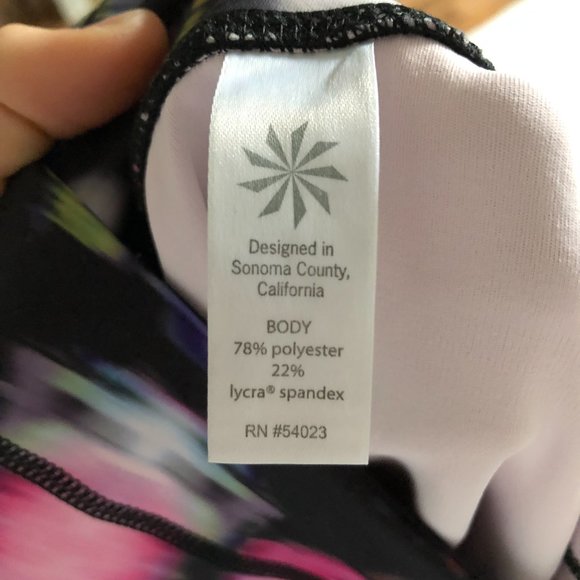 Designed in
Sonoma County,
California
BODY
78% polyester
22%
lycra® spandex
RN #54023